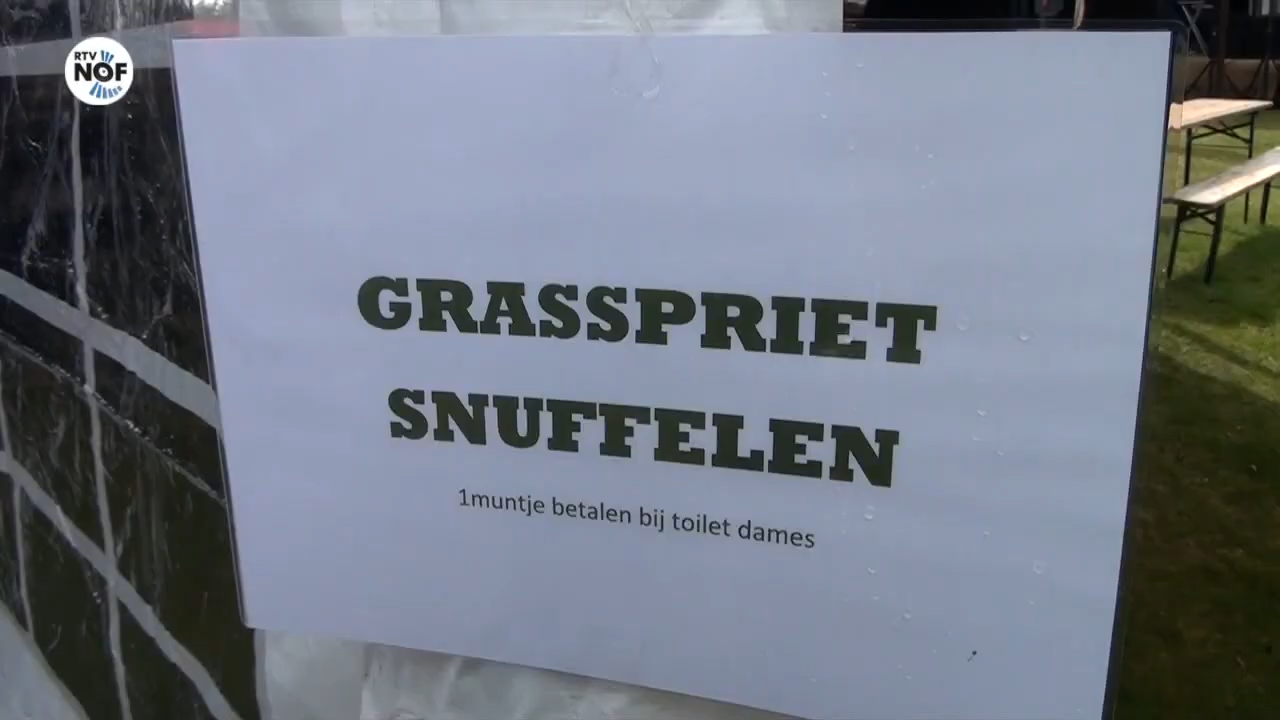 RTV
NOF
GRASSPRIET
SNUFFELEN
1muntje betalen bij toilet dames